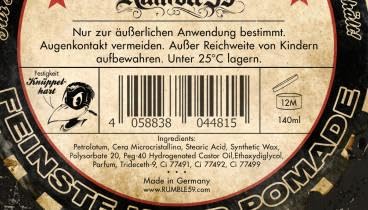 Rumble59
Nur zur äußerlichen Anwendung bestimmt.
Augenkontakt vermeiden. Außer Reichweite von Kindern
aufbewahren. Unter 25°C lagern.
Festigkeit
Knüppel-
hart
4 058838 044815
12M
140ml
Ingredients:
Petrolatum, Cera Microcristallina, Stearic Acid, Synthetic Wax,
Polysorbate 20, Peg-40 Hydrogenated Castor Oil,Ethoxydiglycol,
Parfum, Trideceth-9, Ci 77491, Ci 77492, Ci 77499
Made in Germany
www.RUMBLE59.com
FEINSTE POMADE